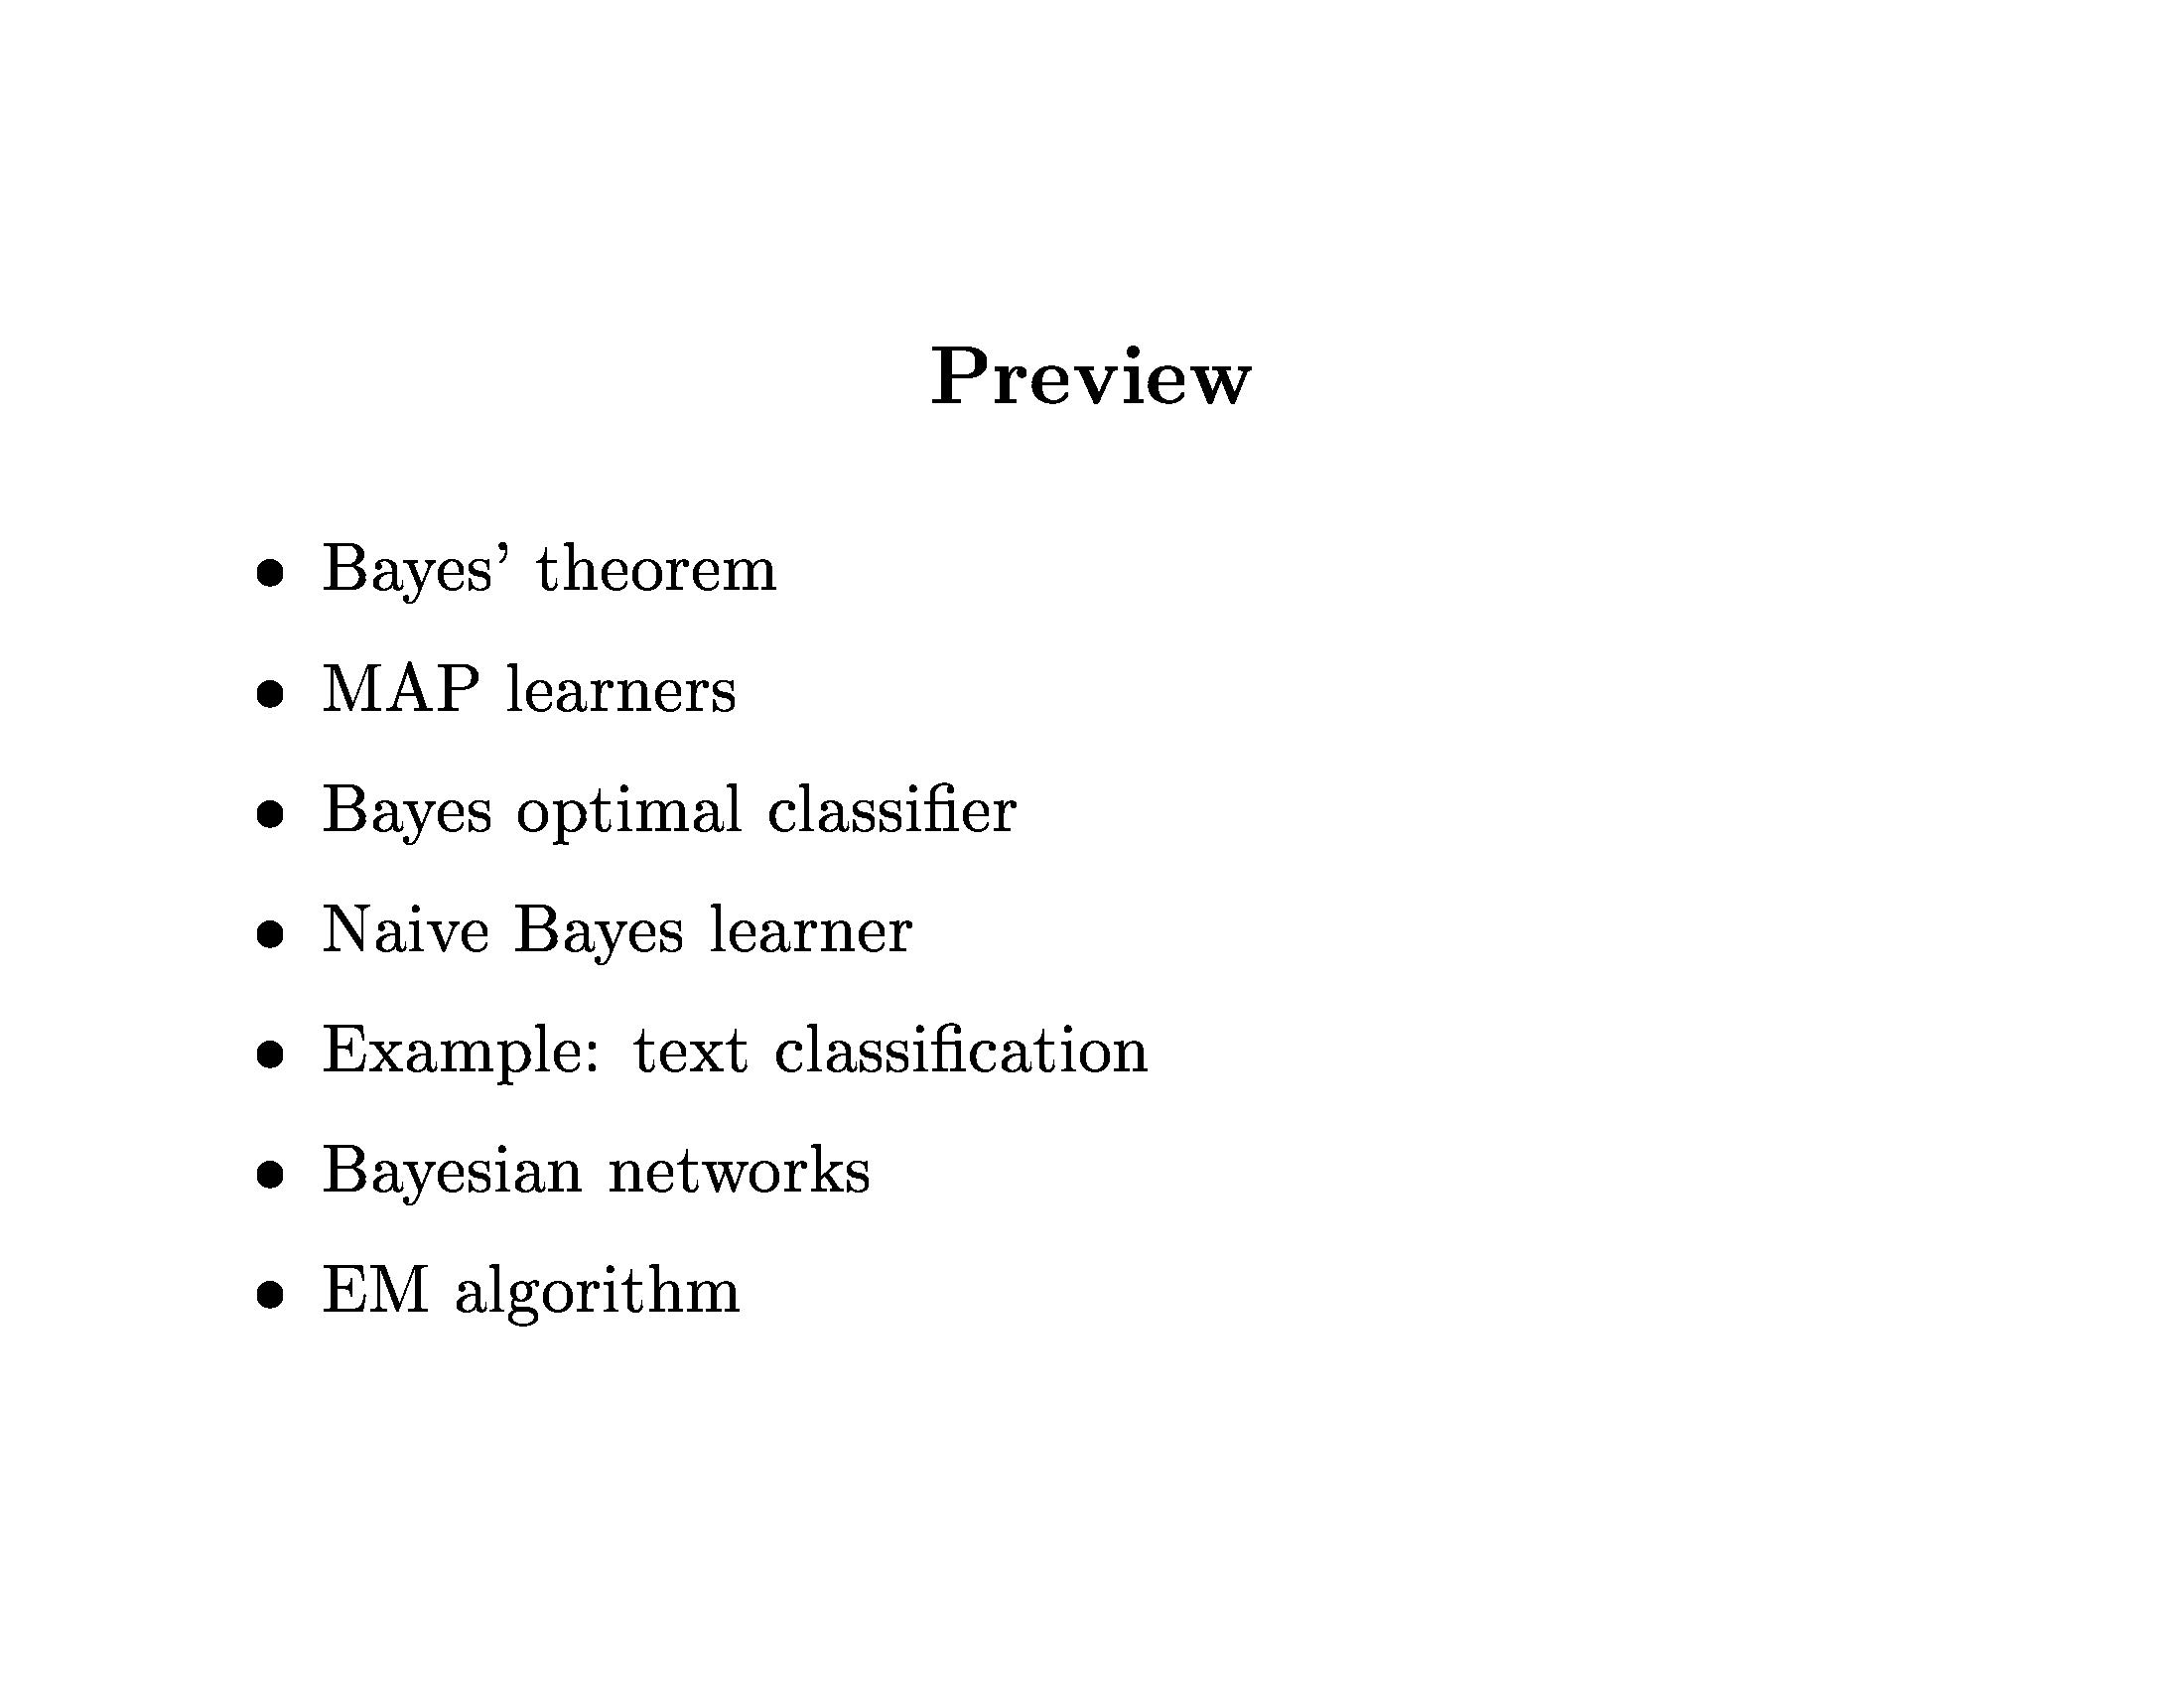 Preview
• Bayes' theorem
• MAP learners
• Bayes optimal classifier
• Naive Bayes learner
• Example: text classification
• Bayesian networks
• EM algorithm